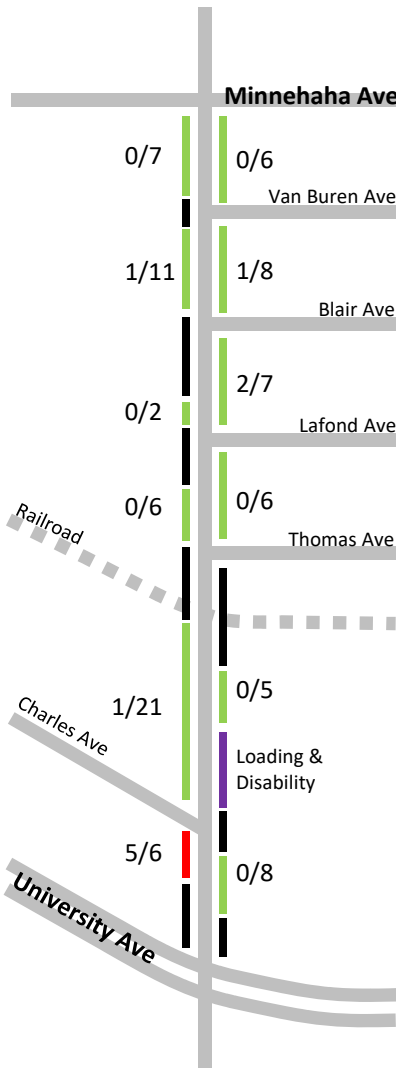 Minnehaha Ave
0/7
0/6
Van Buren Ave
1/11
1/8
Blair Ave
2/7
0/2
Lafond Ave
0/6
0/6
Railroad
Thomas Ave
0/5
1/21
Charles Ave
Loading &
Disability
5/6
0/8
University Ave